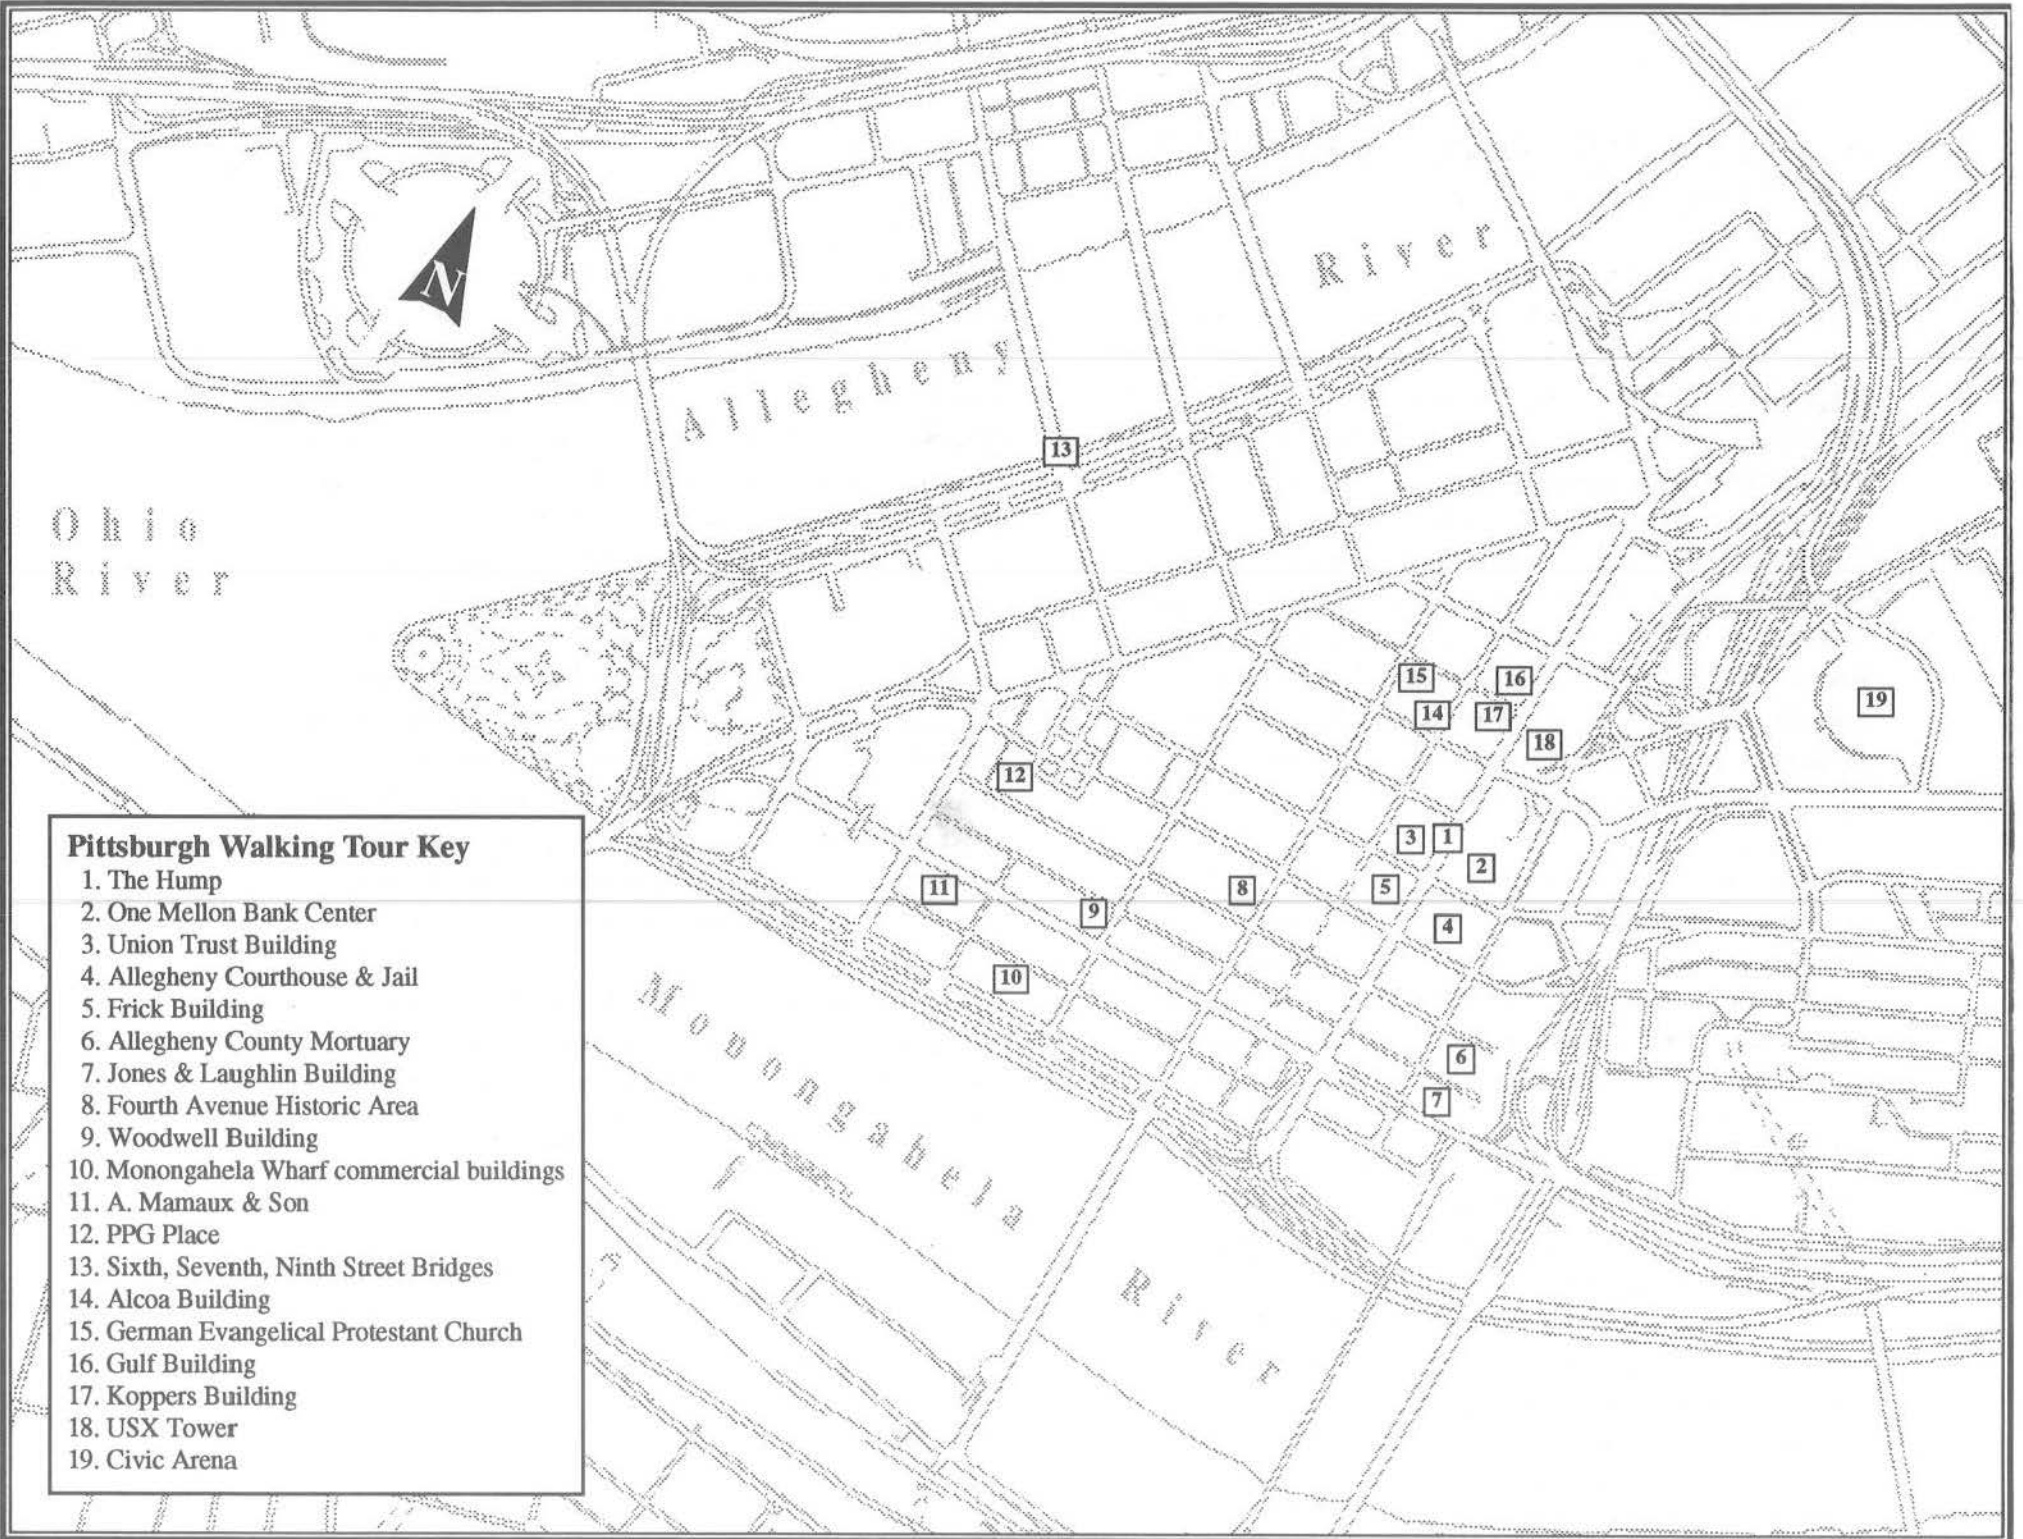 N
River
Allegheny
13
Ohio
River
15
16
14
17
19
18
12
3
1
2
11
8
5
9
4
10
6
7
Monongahela
River
Pittsburgh Walking Tour Key
1. The Hump
2. One Mellon Bank Center
3. Union Trust Building
4. Allegheny Courthouse & Jail
5. Frick Building
6. Allegheny County Mortuary
7. Jones & Laughlin Building
8. Fourth Avenue Historic Area
9. Woodwell Building
10. Monongahela Wharf commercial buildings
11. A. Mamaux & Son
12. PPG Place
13. Sixth, Seventh, Ninth Street Bridges
14. Alcoa Building
15. German Evangelical Protestant Church
16. Gulf Building
17. Koppers Building
18. USX Tower
19. Civic Arena